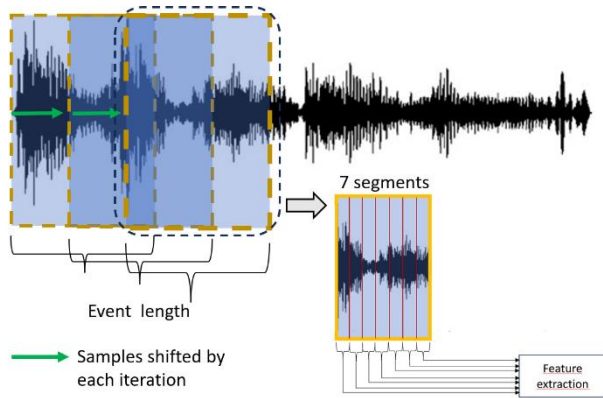 7 segments
Event length
Samples shifted by
each iteration
Feature
extraction